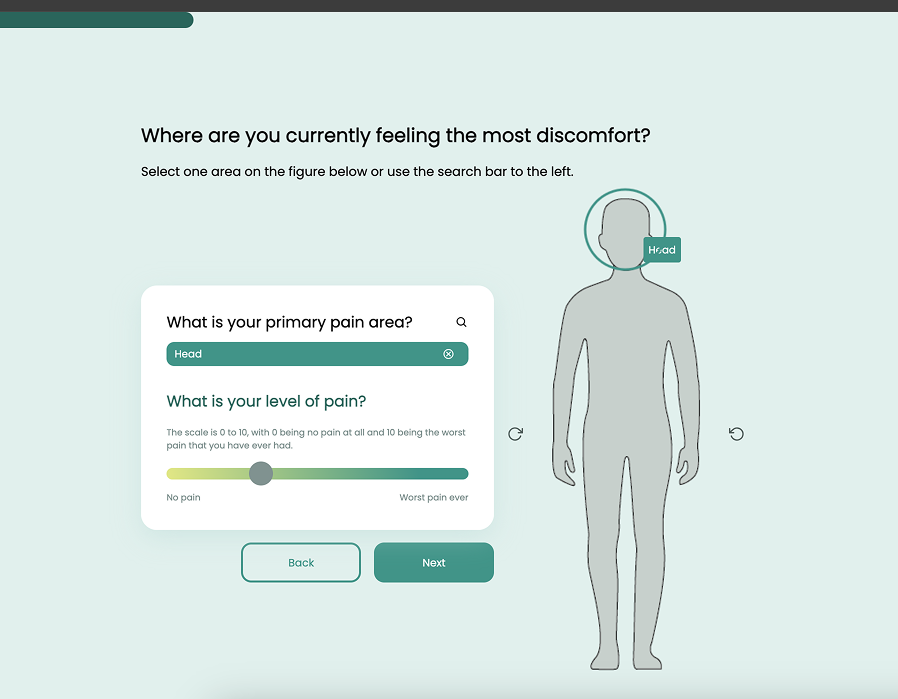 Where are you currently feeling the most discomfort?
Select one area on the figure below or use the search bar to the left.
Head
What is your primary pain area?
Head
What is your level of pain?
The scale is 0 to 10, with 0 being no pain at all and 10 being the worst
pain that you have ever had.
No pain
Worst pain ever
Back
Next